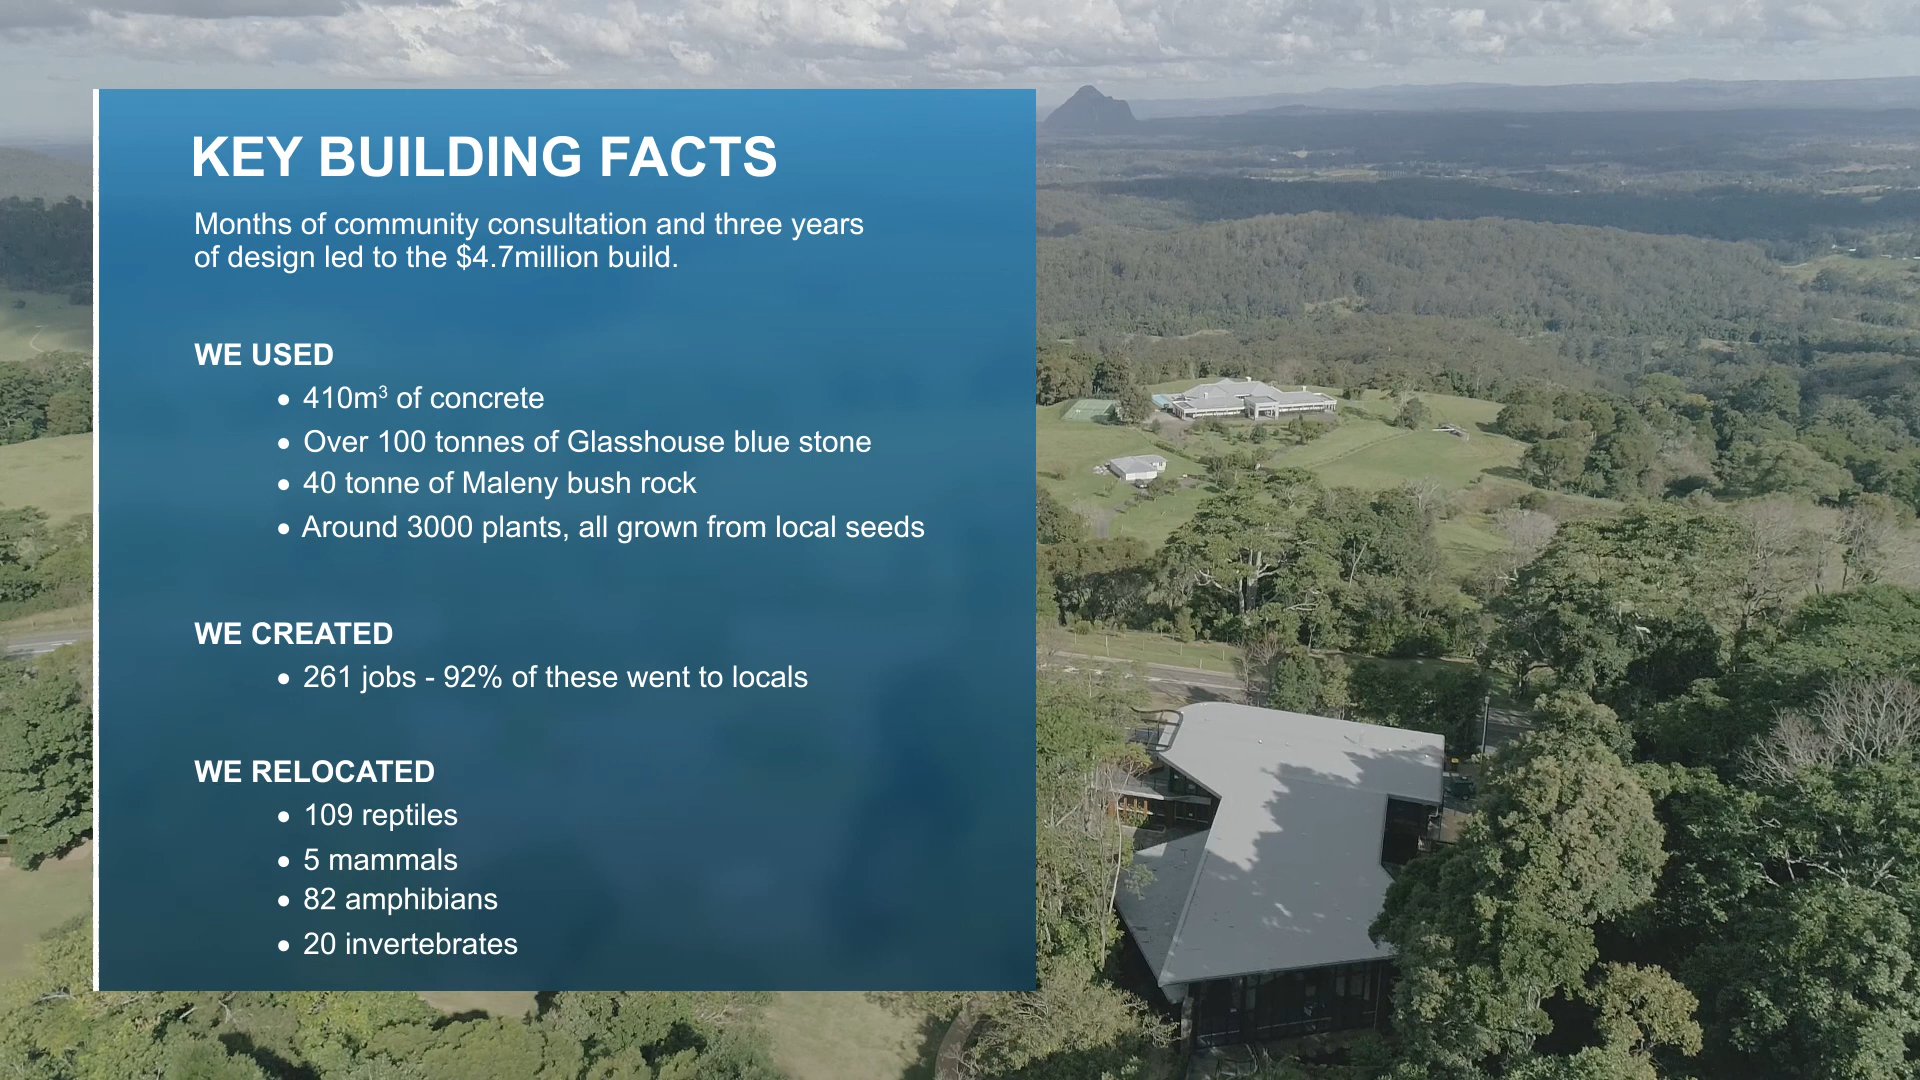 KEY BUILDING FACTS
Months of community consultation and three years
of design led to the $4.7million build.
WE USED
• 410m³ of concrete
• Over 100 tonnes of Glasshouse blue stone
• 40 tonne of Maleny bush rock
• Around 3000 plants, all grown from local seeds
WE CREATED
• 261 jobs - 92% of these went to locals
WE RELOCATED
• 109 reptiles
• 5 mammals
• 82 amphibians
• 20 invertebrates